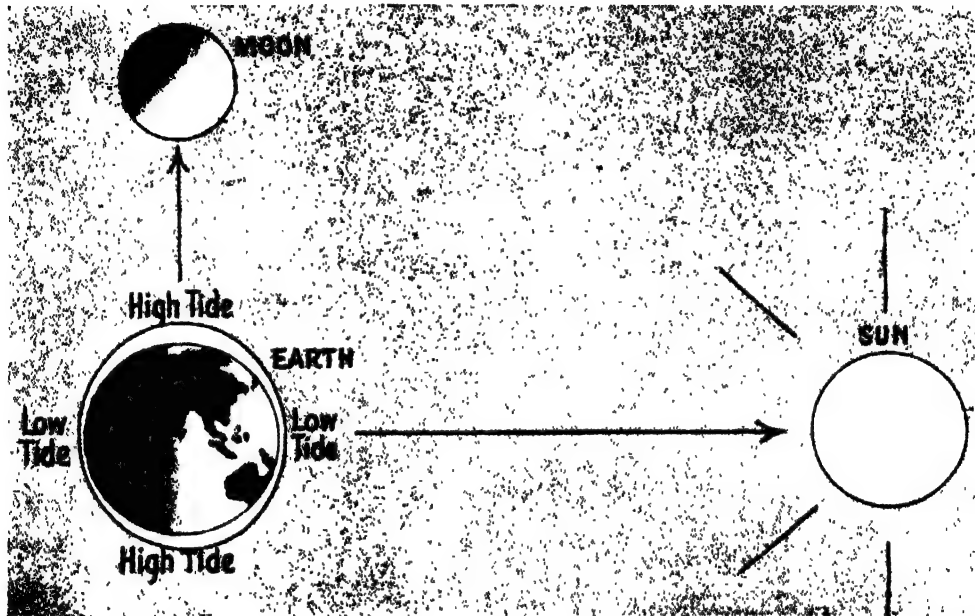 MOON
High Tide
EARTH
SUN
Low
Tide
Low
Tide
High Tide